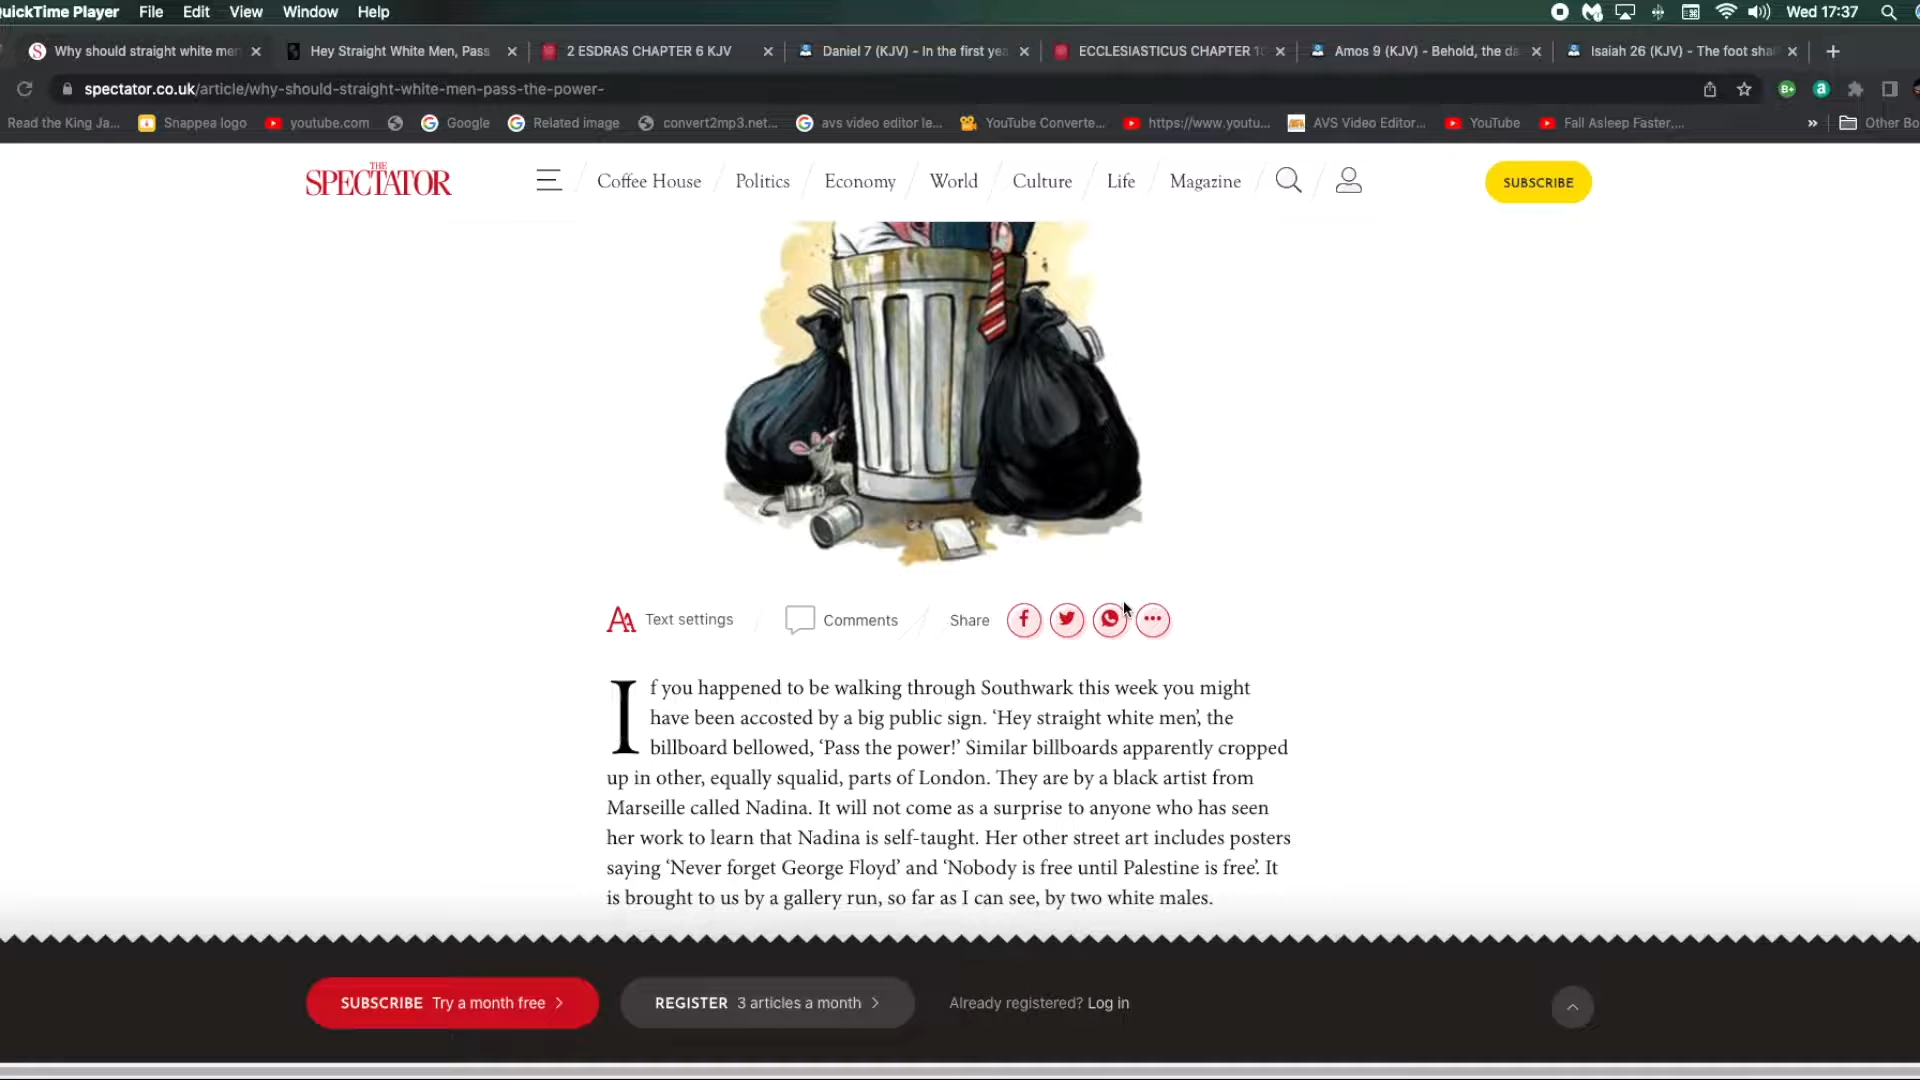 uickTime Player File Edit View Window Help Wed 17:37
Why should straight white men Hey Straight White Men, Pass 2 ESDRAS CHAPTER 6 KJV Daniel 7 (KJV) - In the first yea ECCLESIASTICUS CHAPTER 1 Amos 9 (KJV) - Behold, the da Isaiah 26 (KJV) - The foot sha
spectator.co.uk/article/why-should-straight-white-men-pass-the-power-
Read the King Ja... Snappea logo youtube.com Google Related image convert2mp3.net... avs video editor le... YouTube Converte... https://www.youtu... AVS Video Editor... YouTube Fall Asleep Faster,... » Other Bo
THE
SPECTATOR Coffee House Politics Economy World Culture Life Magazine SUBSCRIBE
Text settings Comments Share
If you happened to be walking through Southwark this week you might
have been accosted by a big public sign. ‘Hey straight white men’, the
billboard bellowed, ‘Pass the power!’ Similar billboards apparently cropped
up in other, equally squalid, parts of London. They are by a black artist from
Marseille called Nadina. It will not come as a surprise to anyone who has seen
her work to learn that Nadina is self-taught. Her other street art includes posters
saying ‘Never forget George Floyd’ and ‘Nobody is free until Palestine is free’. It
is brought to us by a gallery run, so far as I can see, by two white males.
SUBSCRIBE Try a month free REGISTER 3 articles a month Already registered? Log in